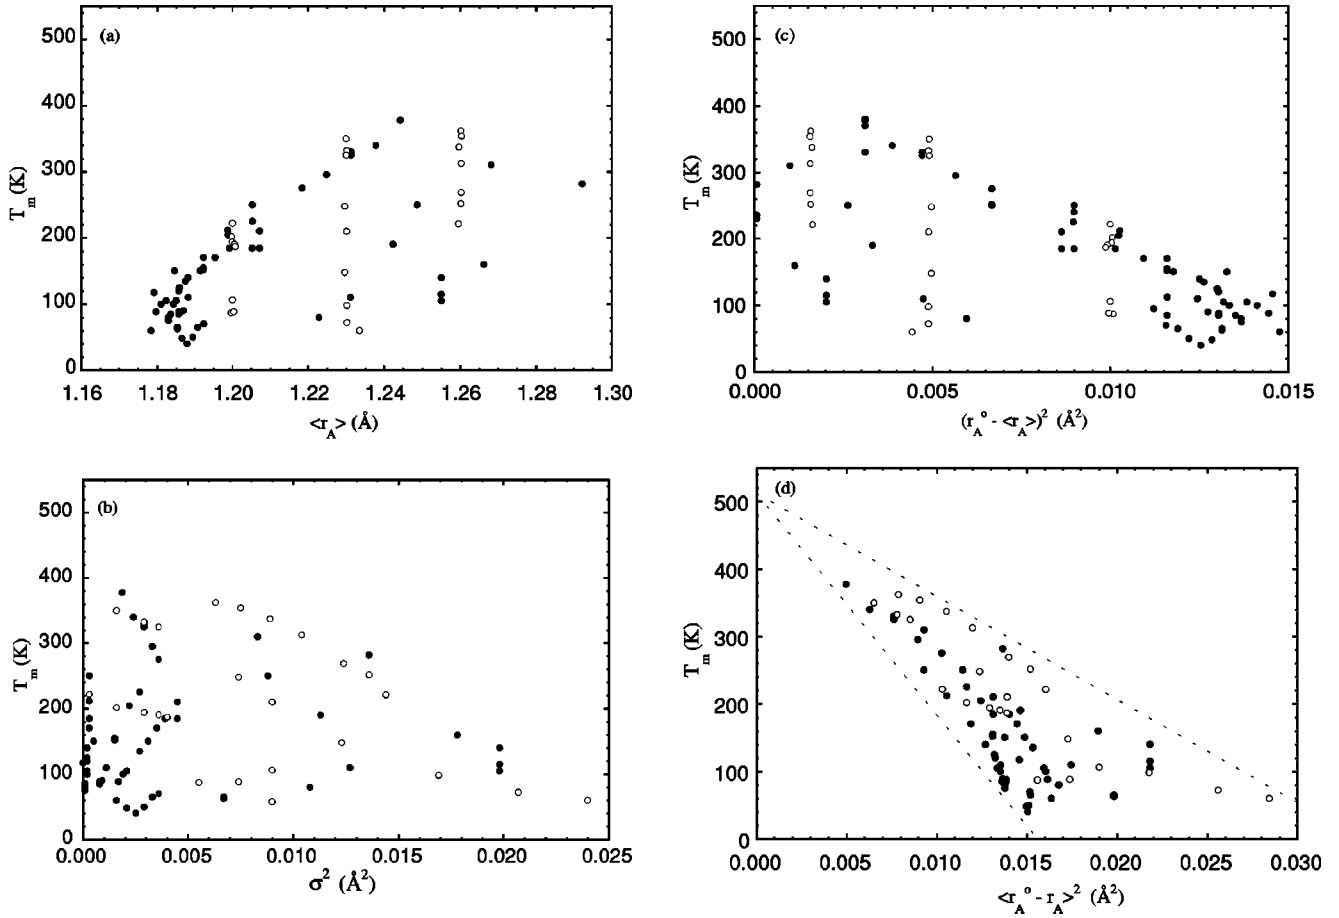 (a)
500
400
300
200
100
0
T_m (K)
1.16 1.18 1.20 1.22 1.24 1.26 1.28 1.30
<r_A> (Å)
(c)
500
400
300
200
100
0
T_m (K)
0.000 0.005 0.010 0.015
(r_A^o - <r_A>)^2 (Å^2)
(b)
500
400
300
200
100
0
T_m (K)
0.000 0.005 0.010 0.015 0.020 0.025
σ^2 (Å^2)
(d)
500
400
300
200
100
0
T_m (K)
0.000 0.005 0.010 0.015 0.020 0.025 0.030
<r_A^o - r_A>^2 (Å^2)